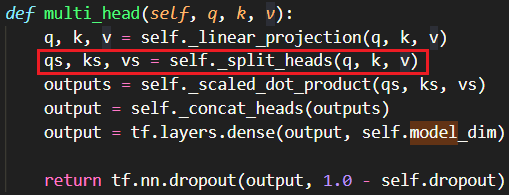 def multi_head(self, q, k, v):
q, k, v = self._linear_projection(q, k, v)
qs, ks, vs = self._split_heads(q, k, v)
outputs = self._scaled_dot_product(qs, ks, vs)
output = self._concat_heads(outputs)
output = tf.layers.dense(output, self.model_dim)
return tf.nn.dropout(output, 1.0 - self.dropout)